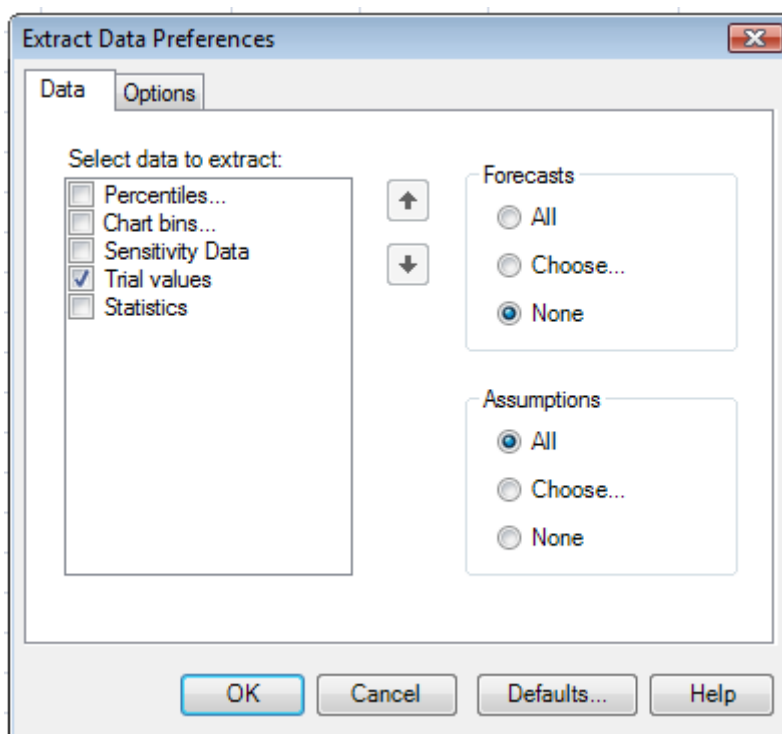 Extract Data Preferences
Data
Options
Select data to extract:
Percentiles...
Chart bins...
Sensitivity Data
Trial values
Statistics
Forecasts
All
Choose...
None
Assumptions
All
Choose...
None
OK
Cancel
Defaults...
Help